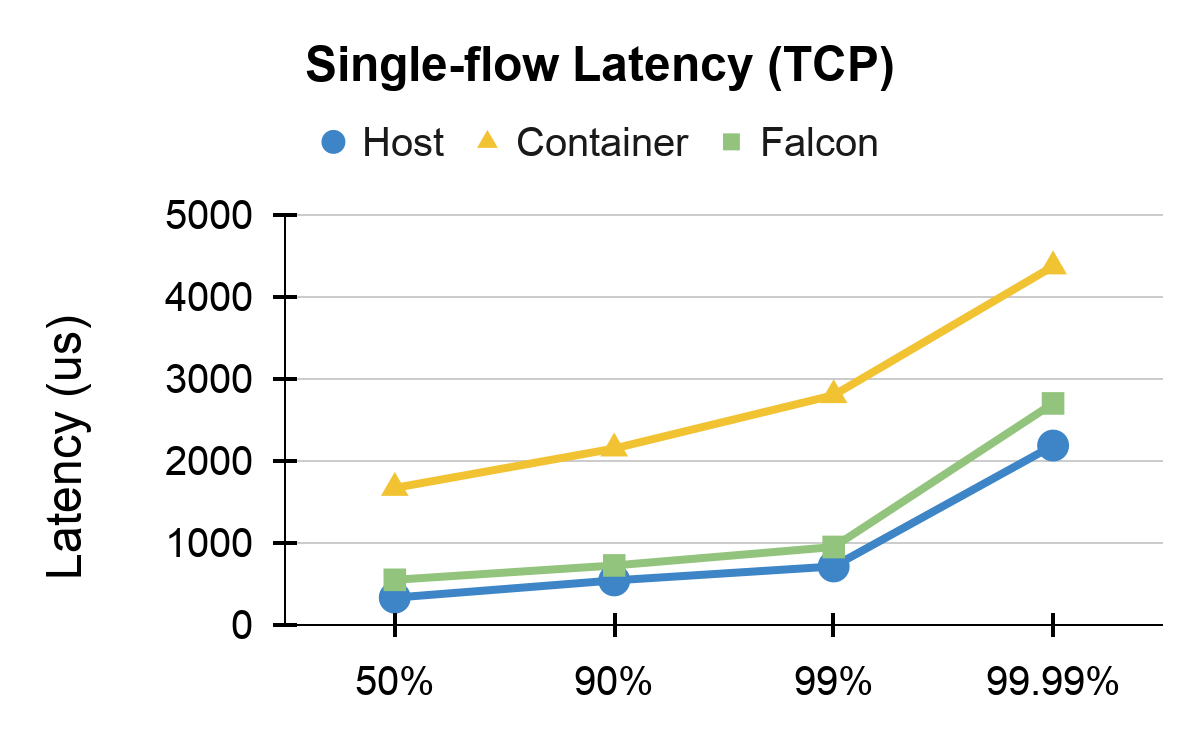 Single-flow Latency (TCP)
Host Container Falcon
5000
4000
3000
2000
1000
0
Latency (us)
50% 90% 99% 99.99%